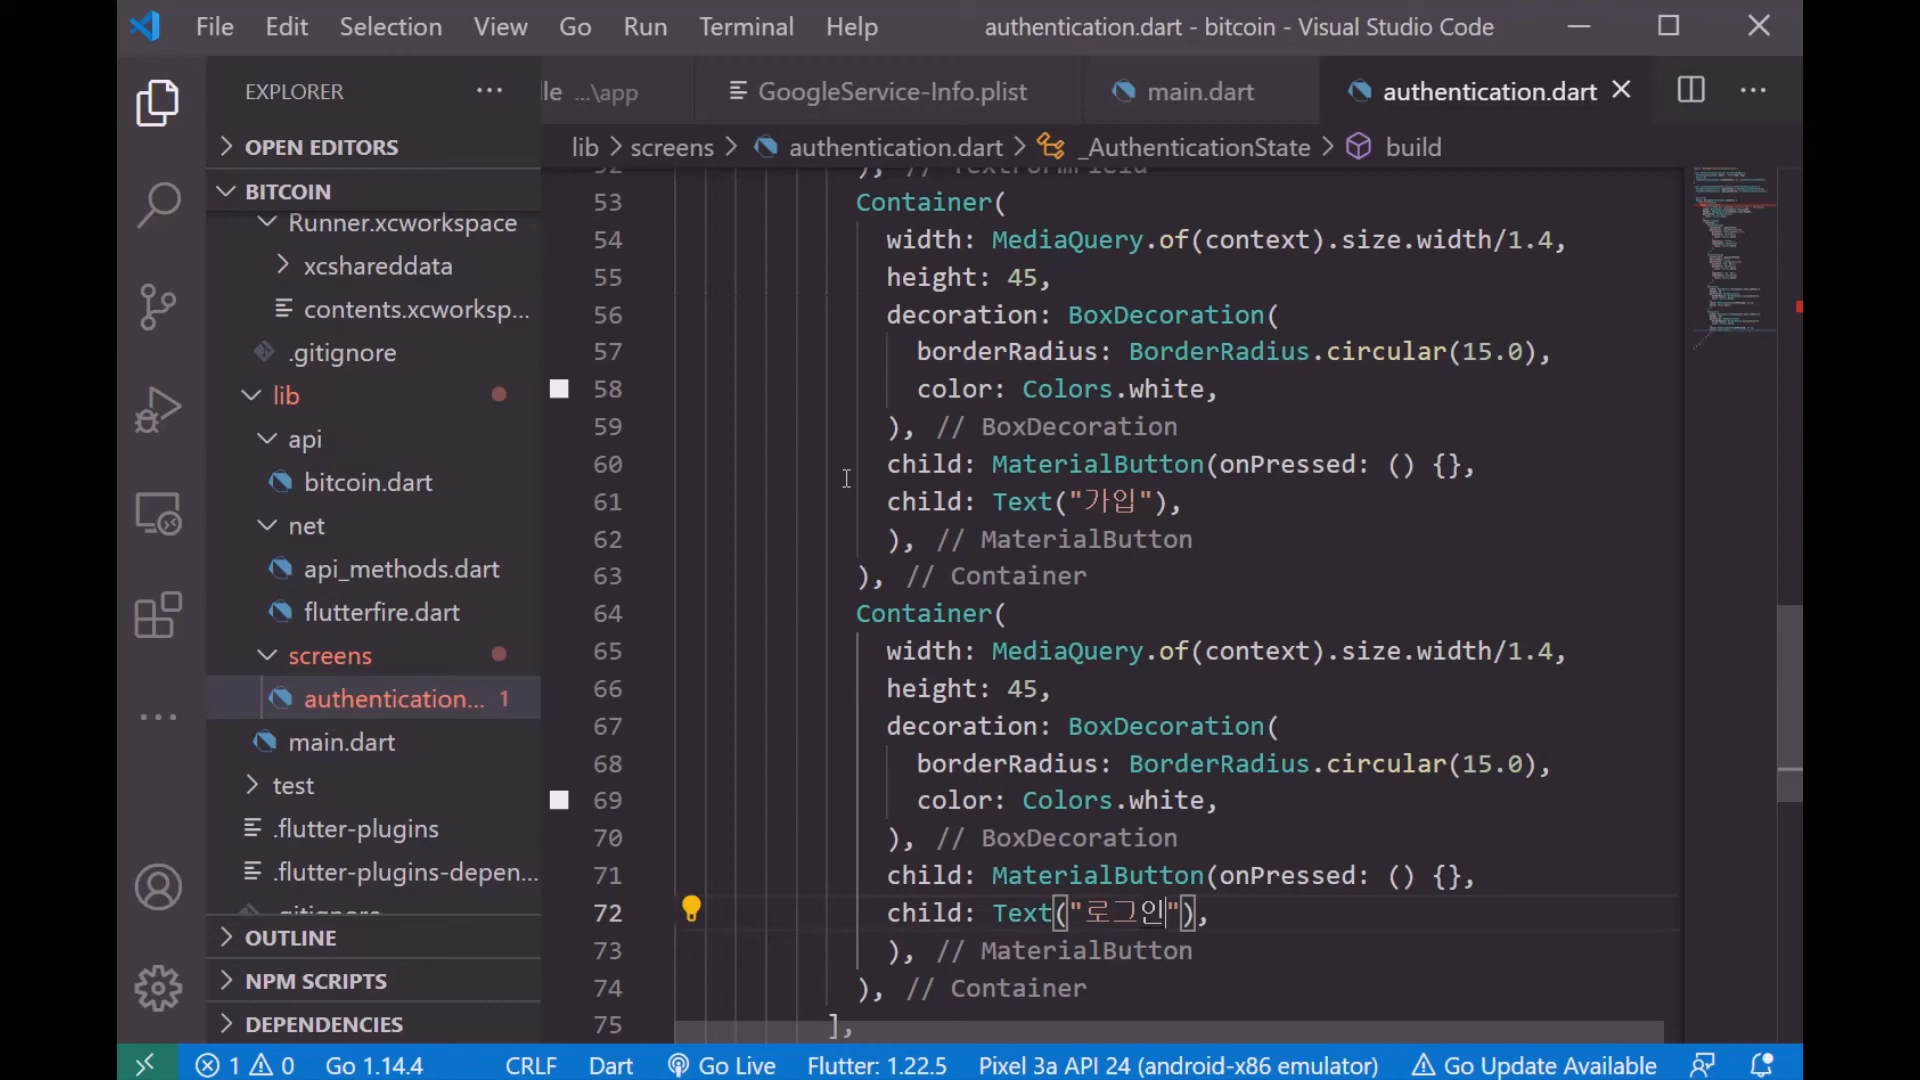 File Edit Selection View Go Run Terminal Help authentication.dart - bitcoin - Visual Studio Code
EXPLORER
le ...\app GoogleService-Info.plist main.dart authentication.dart
OPEN EDITORS
lib > screens > authentication.dart > _AuthenticationState > build
BITCOIN
Runner.xcworkspace
xcshareddata
contents.xcworksp...
.gitignore
lib
api
bitcoin.dart
net
api_methods.dart
flutterfire.dart
screens
authentication... 1
main.dart
test
.flutter-plugins
.flutter-plugins-depen...
.gitignore
OUTLINE
NPM SCRIPTS
DEPENDENCIES
52 ), // TextFormField
53 Container(
54 width: MediaQuery.of(context).size.width/1.4,
55 height: 45,
56 decoration: BoxDecoration(
57 borderRadius: BorderRadius.circular(15.0),
58 color: Colors.white,
59 ), // BoxDecoration
60 child: MaterialButton(onPressed: () {},
61 child: Text("가입"),
62 ), // MaterialButton
63 ), // Container
64 Container(
65 width: MediaQuery.of(context).size.width/1.4,
66 height: 45,
67 decoration: BoxDecoration(
68 borderRadius: BorderRadius.circular(15.0),
69 color: Colors.white,
70 ), // BoxDecoration
71 child: MaterialButton(onPressed: () {},
72 child: Text("로그인"),
73 ), // MaterialButton
74 ), // Container
75 ],
1 0 Go 1.14.4 CRLF Dart Go Live Flutter: 1.22.5 Pixel 3a API 24 (android-x86 emulator) Go Update Available